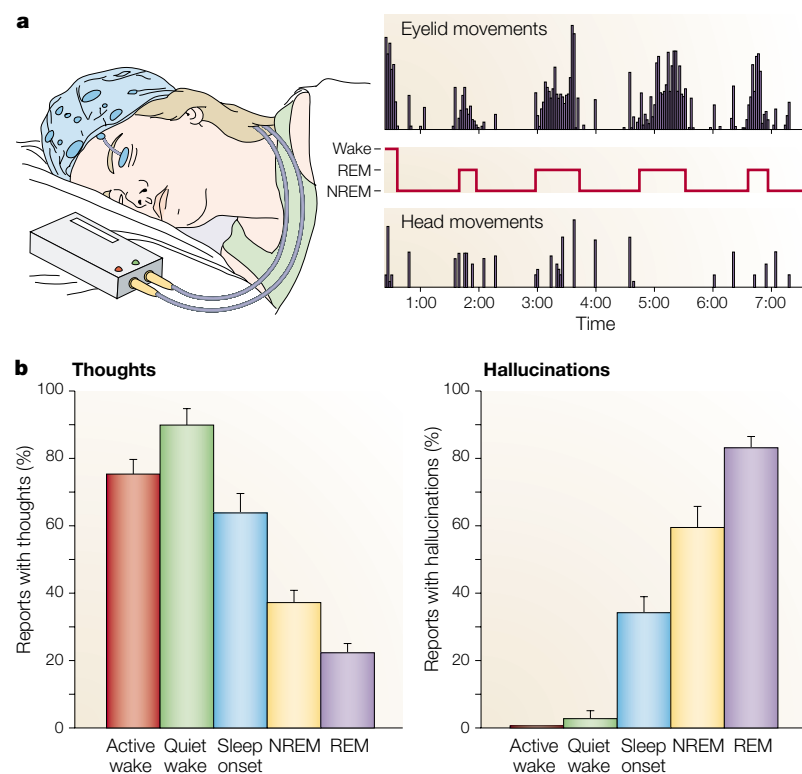 a
Eyelid movements
Wake
REM
NREM
Head movements
1:00 2:00 3:00 4:00 5:00 6:00 7:00
Time
b
Thoughts
Reports with thoughts (%)
100
80
60
40
20
0
Active wake
Quiet wake
Sleep onset
NREM
REM
Hallucinations
Reports with hallucinations (%)
100
80
60
40
20
0
Active wake
Quiet wake
Sleep onset
NREM
REM